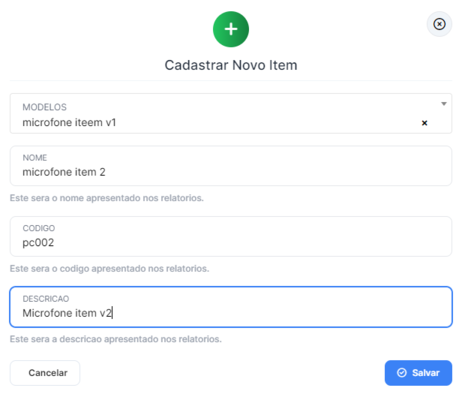 Cadastrar Novo Item
MODELOS
microfone iteem v1
×
NOME
microfone item 2
Este sera o nome apresentado nos relatorios.
CODIGO
pc002
Este sera o codigo apresentado nos relatorios.
DESCRICAO
Microfone item v2
Este sera a descricao apresentado nos relatorios.
Cancelar
Salvar